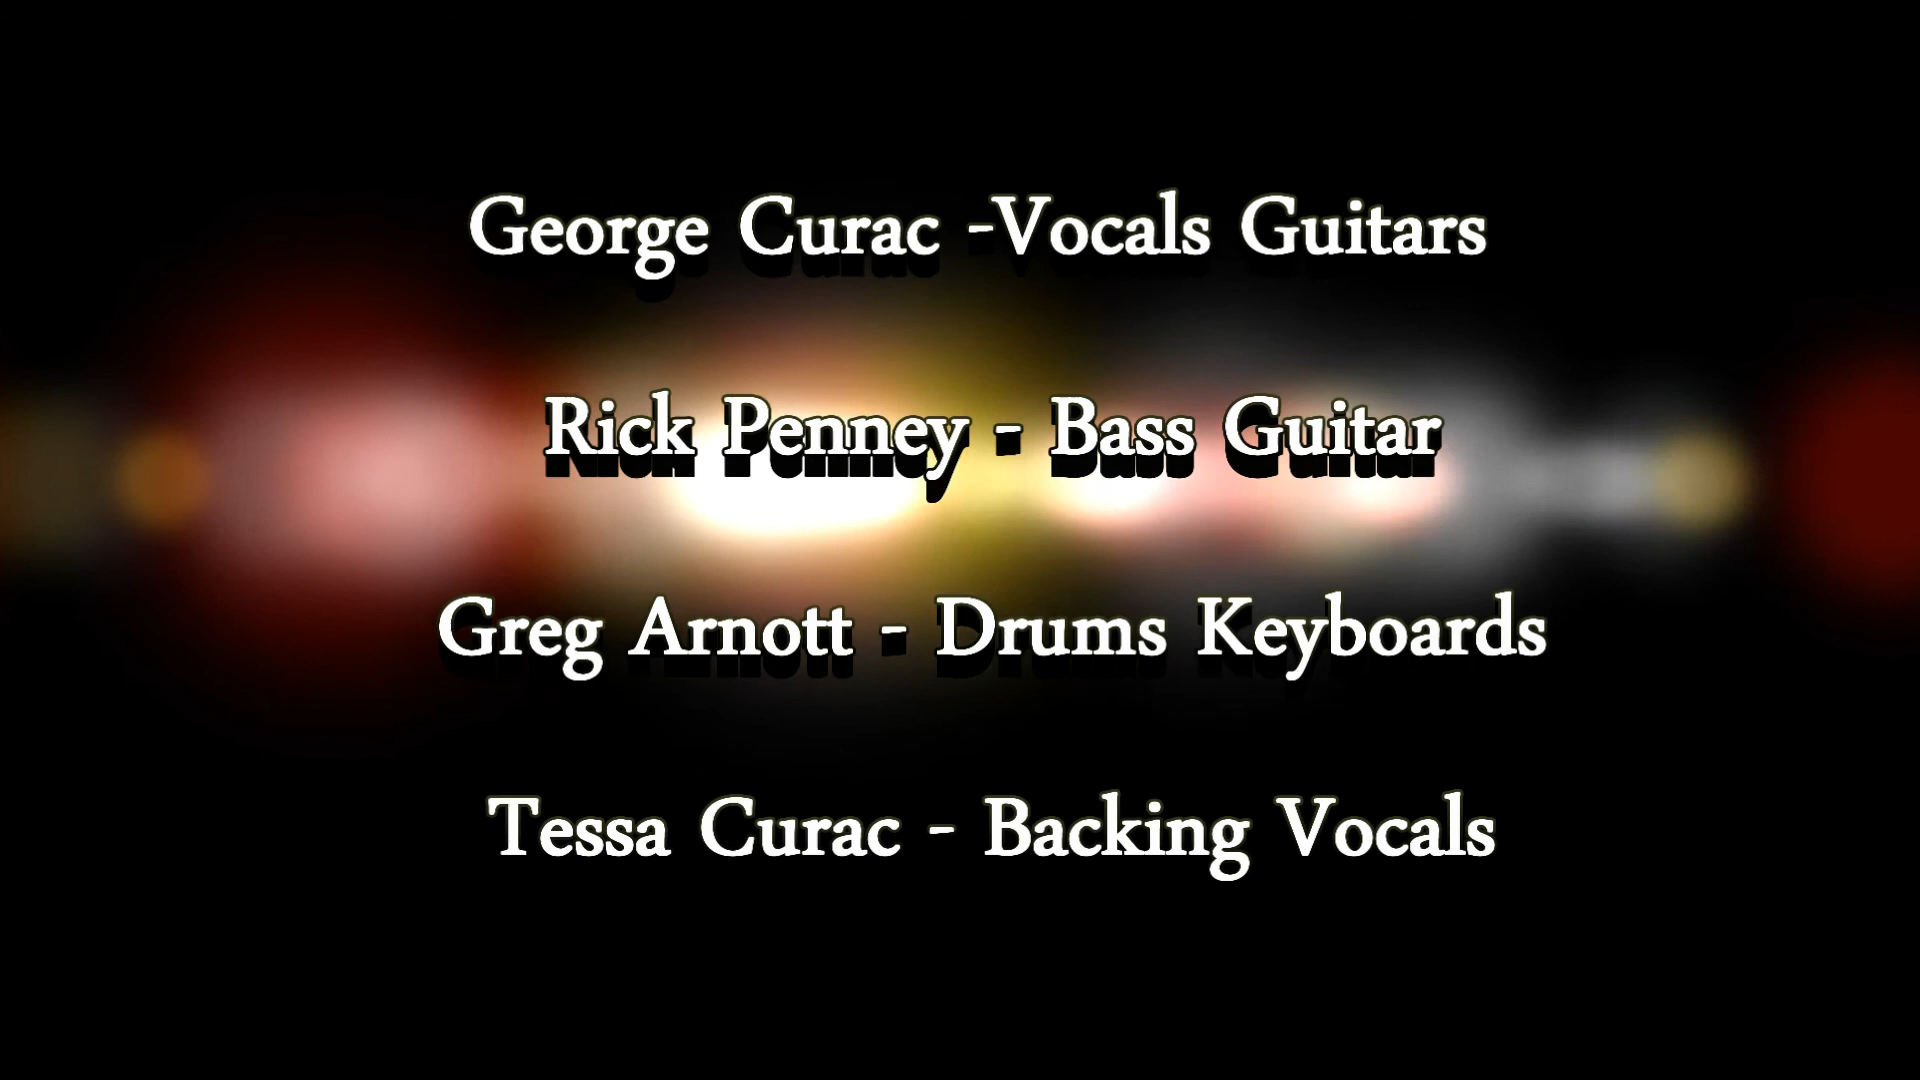 George Curac -Vocals Guitars
Rick Penney - Bass Guitar
Greg Arnott - Drums Keyboards
Tessa Curac - Backing Vocals